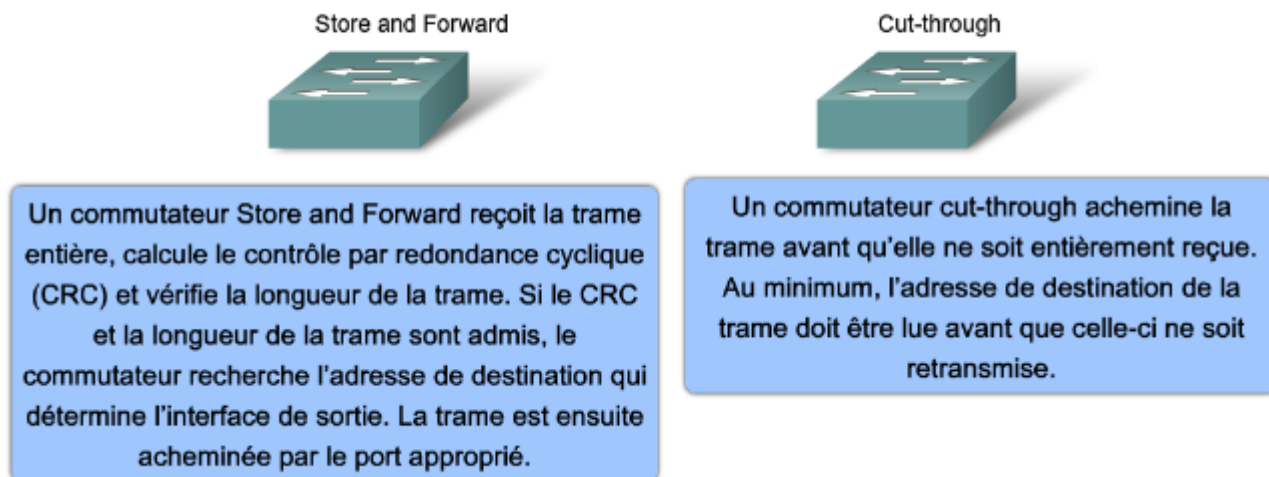 Store and Forward
Cut-through
Un commutateur Store and Forward reçoit la trame
entière, calcule le contrôle par redondance cyclique
(CRC) et vérifie la longueur de la trame. Si le CRC
et la longueur de la trame sont admis, le
commutateur recherche l'adresse de destination qui
détermine l'interface de sortie. La trame est ensuite
acheminée par le port approprié.
Un commutateur cut-through achemine la
trame avant qu'elle ne soit entièrement reçue.
Au minimum, l'adresse de destination de la
trame doit être lue avant que celle-ci ne soit
retransmise.